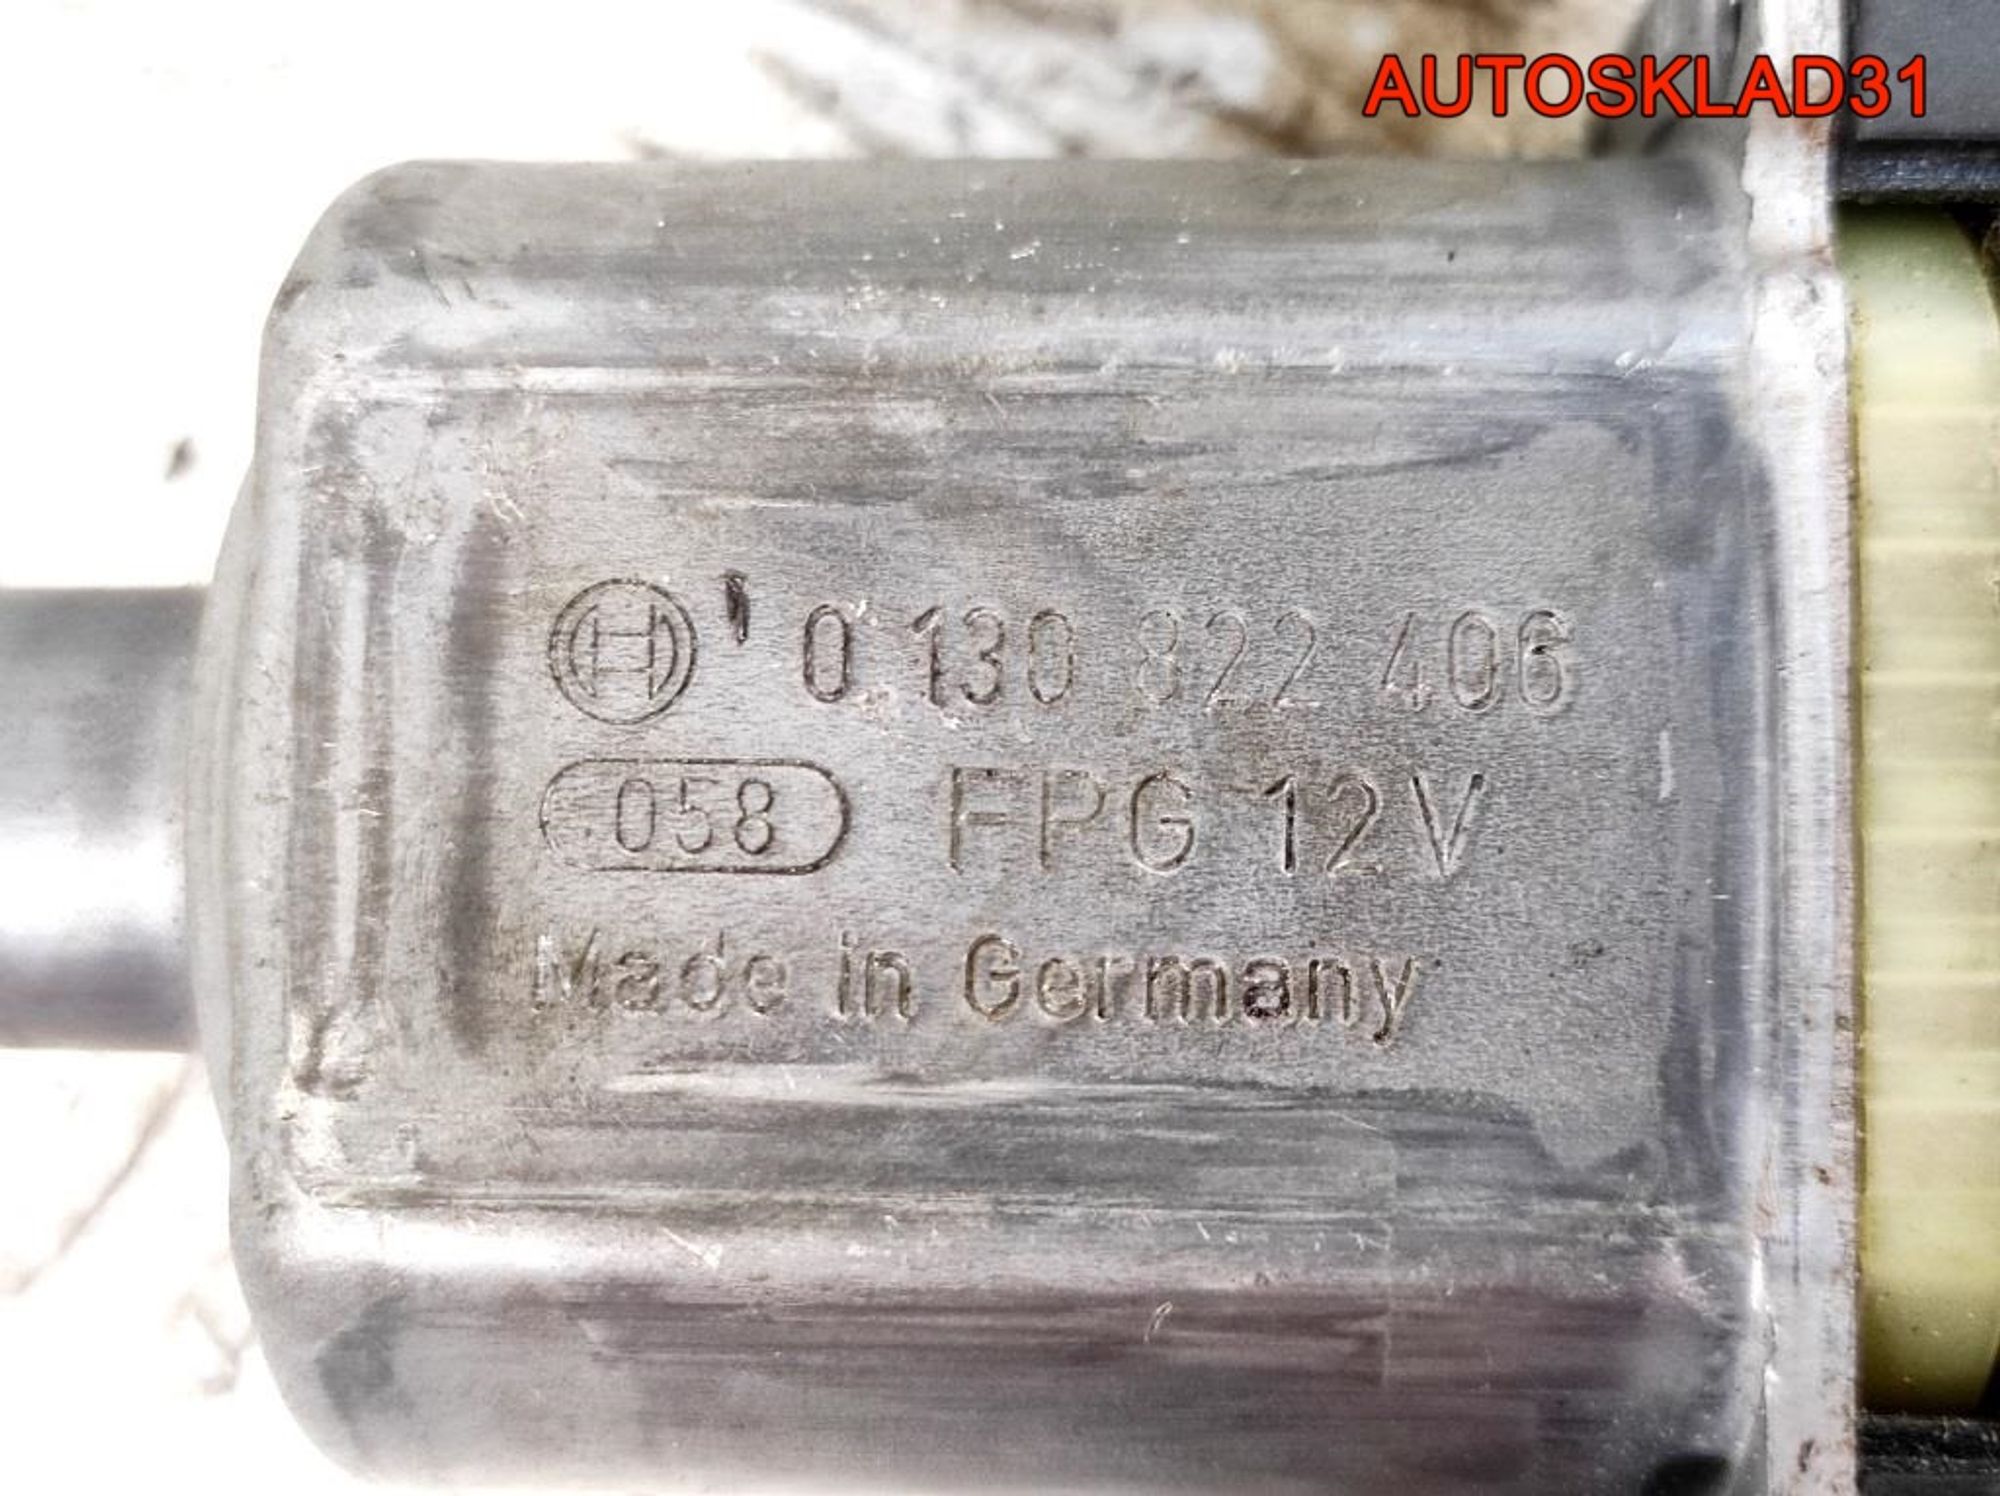 AUTOSKLAD31
0 130 822 406
058 FPG 12V
Made in Germany